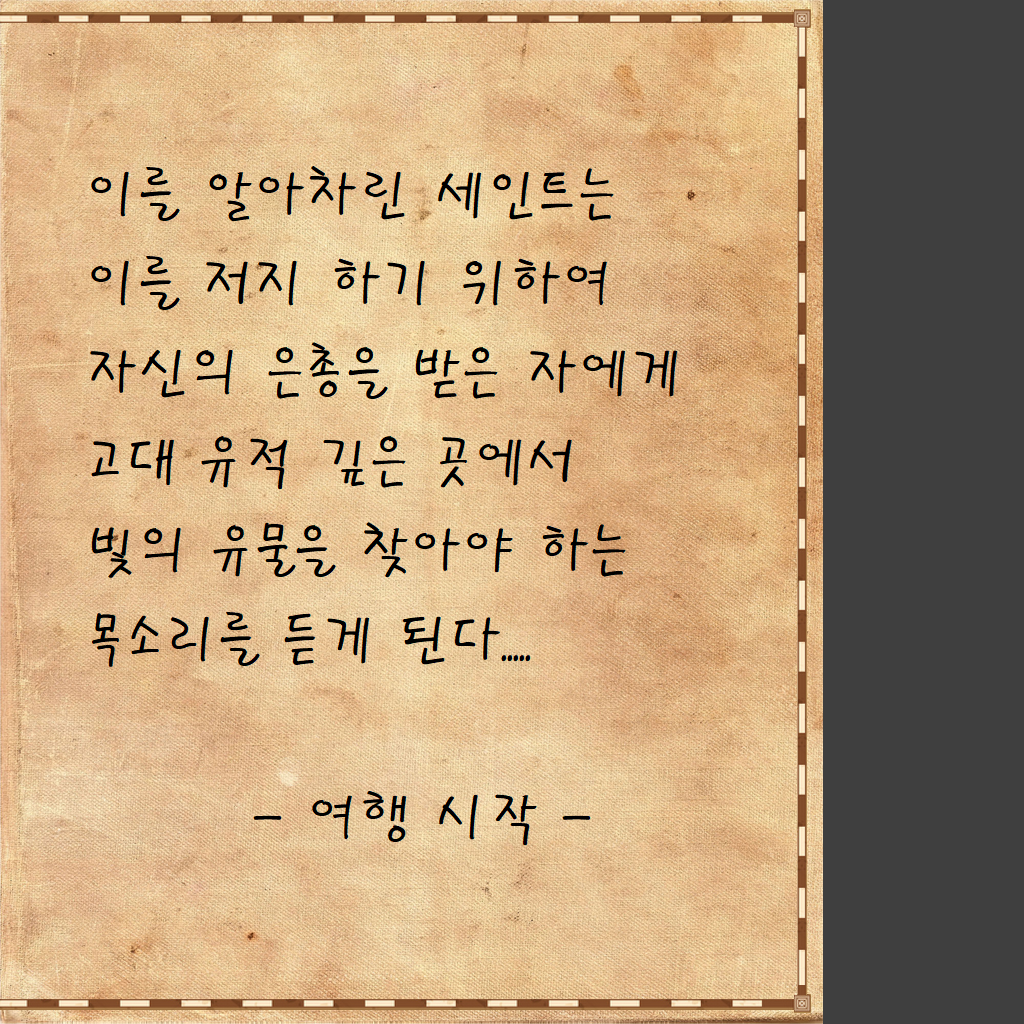 이를 알아차린 세인트는
이를 저지 하기 위하여
자신의 은총을 받은 자에게
고대 유적 깊은 곳에서
빛의 유물을 찾아야 하는
목소리를 듣게 된다.....
- 여행 시작 -